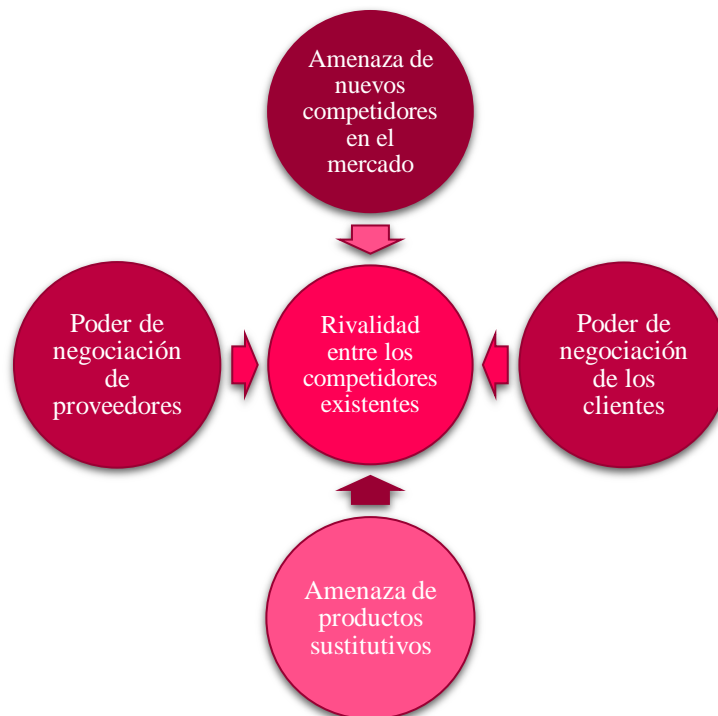 Amenaza de
nuevos
competidores
en el
mercado
Poder de
negociación
de
proveedores
Rivalidad
entre los
competidores
existentes
Poder de
negociación
de los
clientes
Amenaza de
productos
sustitutivos